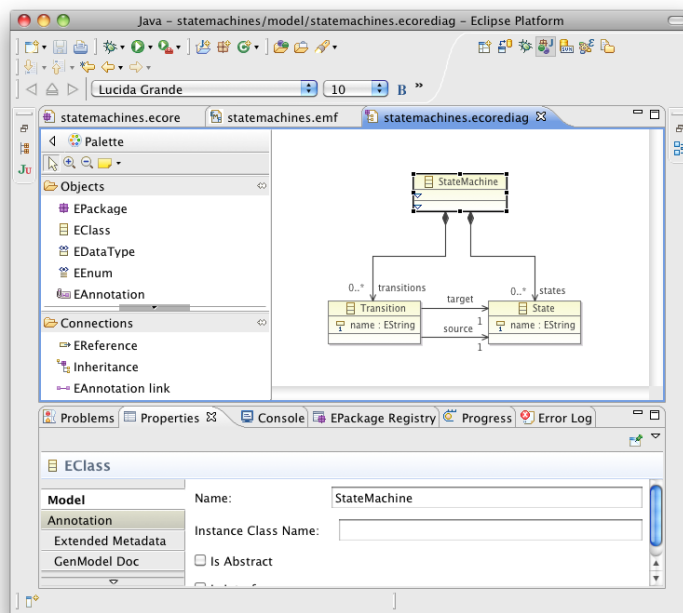 Java – statemachines/model/statemachines.ecorediag – Eclipse Platform
Lucida Grande 10 B »
statemachines.ecore statemachines.emf statemachines.ecorediag
Palette
Objects
EPackage
EClass
EDataType
EEnum
EAnnotation
Connections
EReference
Inheritance
EAnnotation link
StateMachine
0..* transitions 0..* states
Transition target State
name : EString 1 name : EString
source
1
Problems Properties Console EPackage Registry Progress Error Log
EClass
Model Name: StateMachine
Annotation Instance Class Name:
Extended Metadata
GenModel Doc Is Abstract
Ju